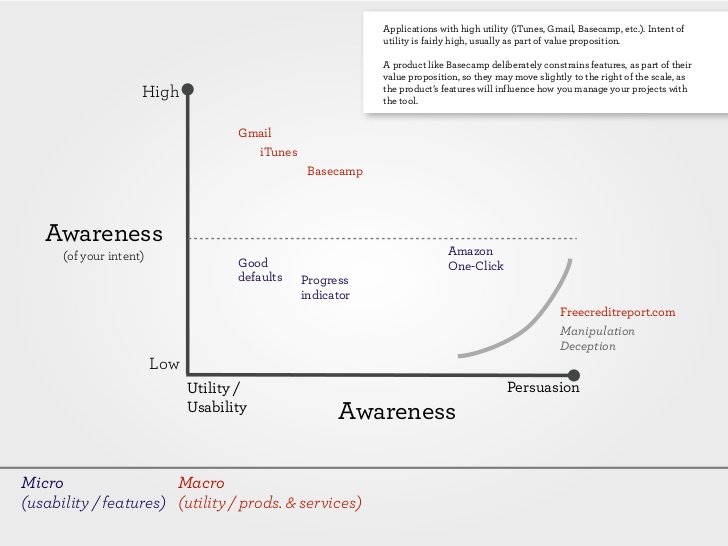 Applications with high utility (iTunes, Gmail, Basecamp, etc.). Intent of
utility is fairly high, usually as part of value proposition.
A product like Basecamp deliberately constrains features, as part of their
value proposition, so they may move slightly to the right of the scale, as
the product's features will influence how you manage your projects with
the tool.
High
Gmail
iTunes
Basecamp
Awareness
(of your intent)
Good
defaults
Progress
indicator
Amazon
One-Click
Freecreditreport.com
Manipulation
Deception
Low
Utility /
Usability
Persuasion
Awareness
Micro
(usability / features)
Macro
(utility / prods. & services)